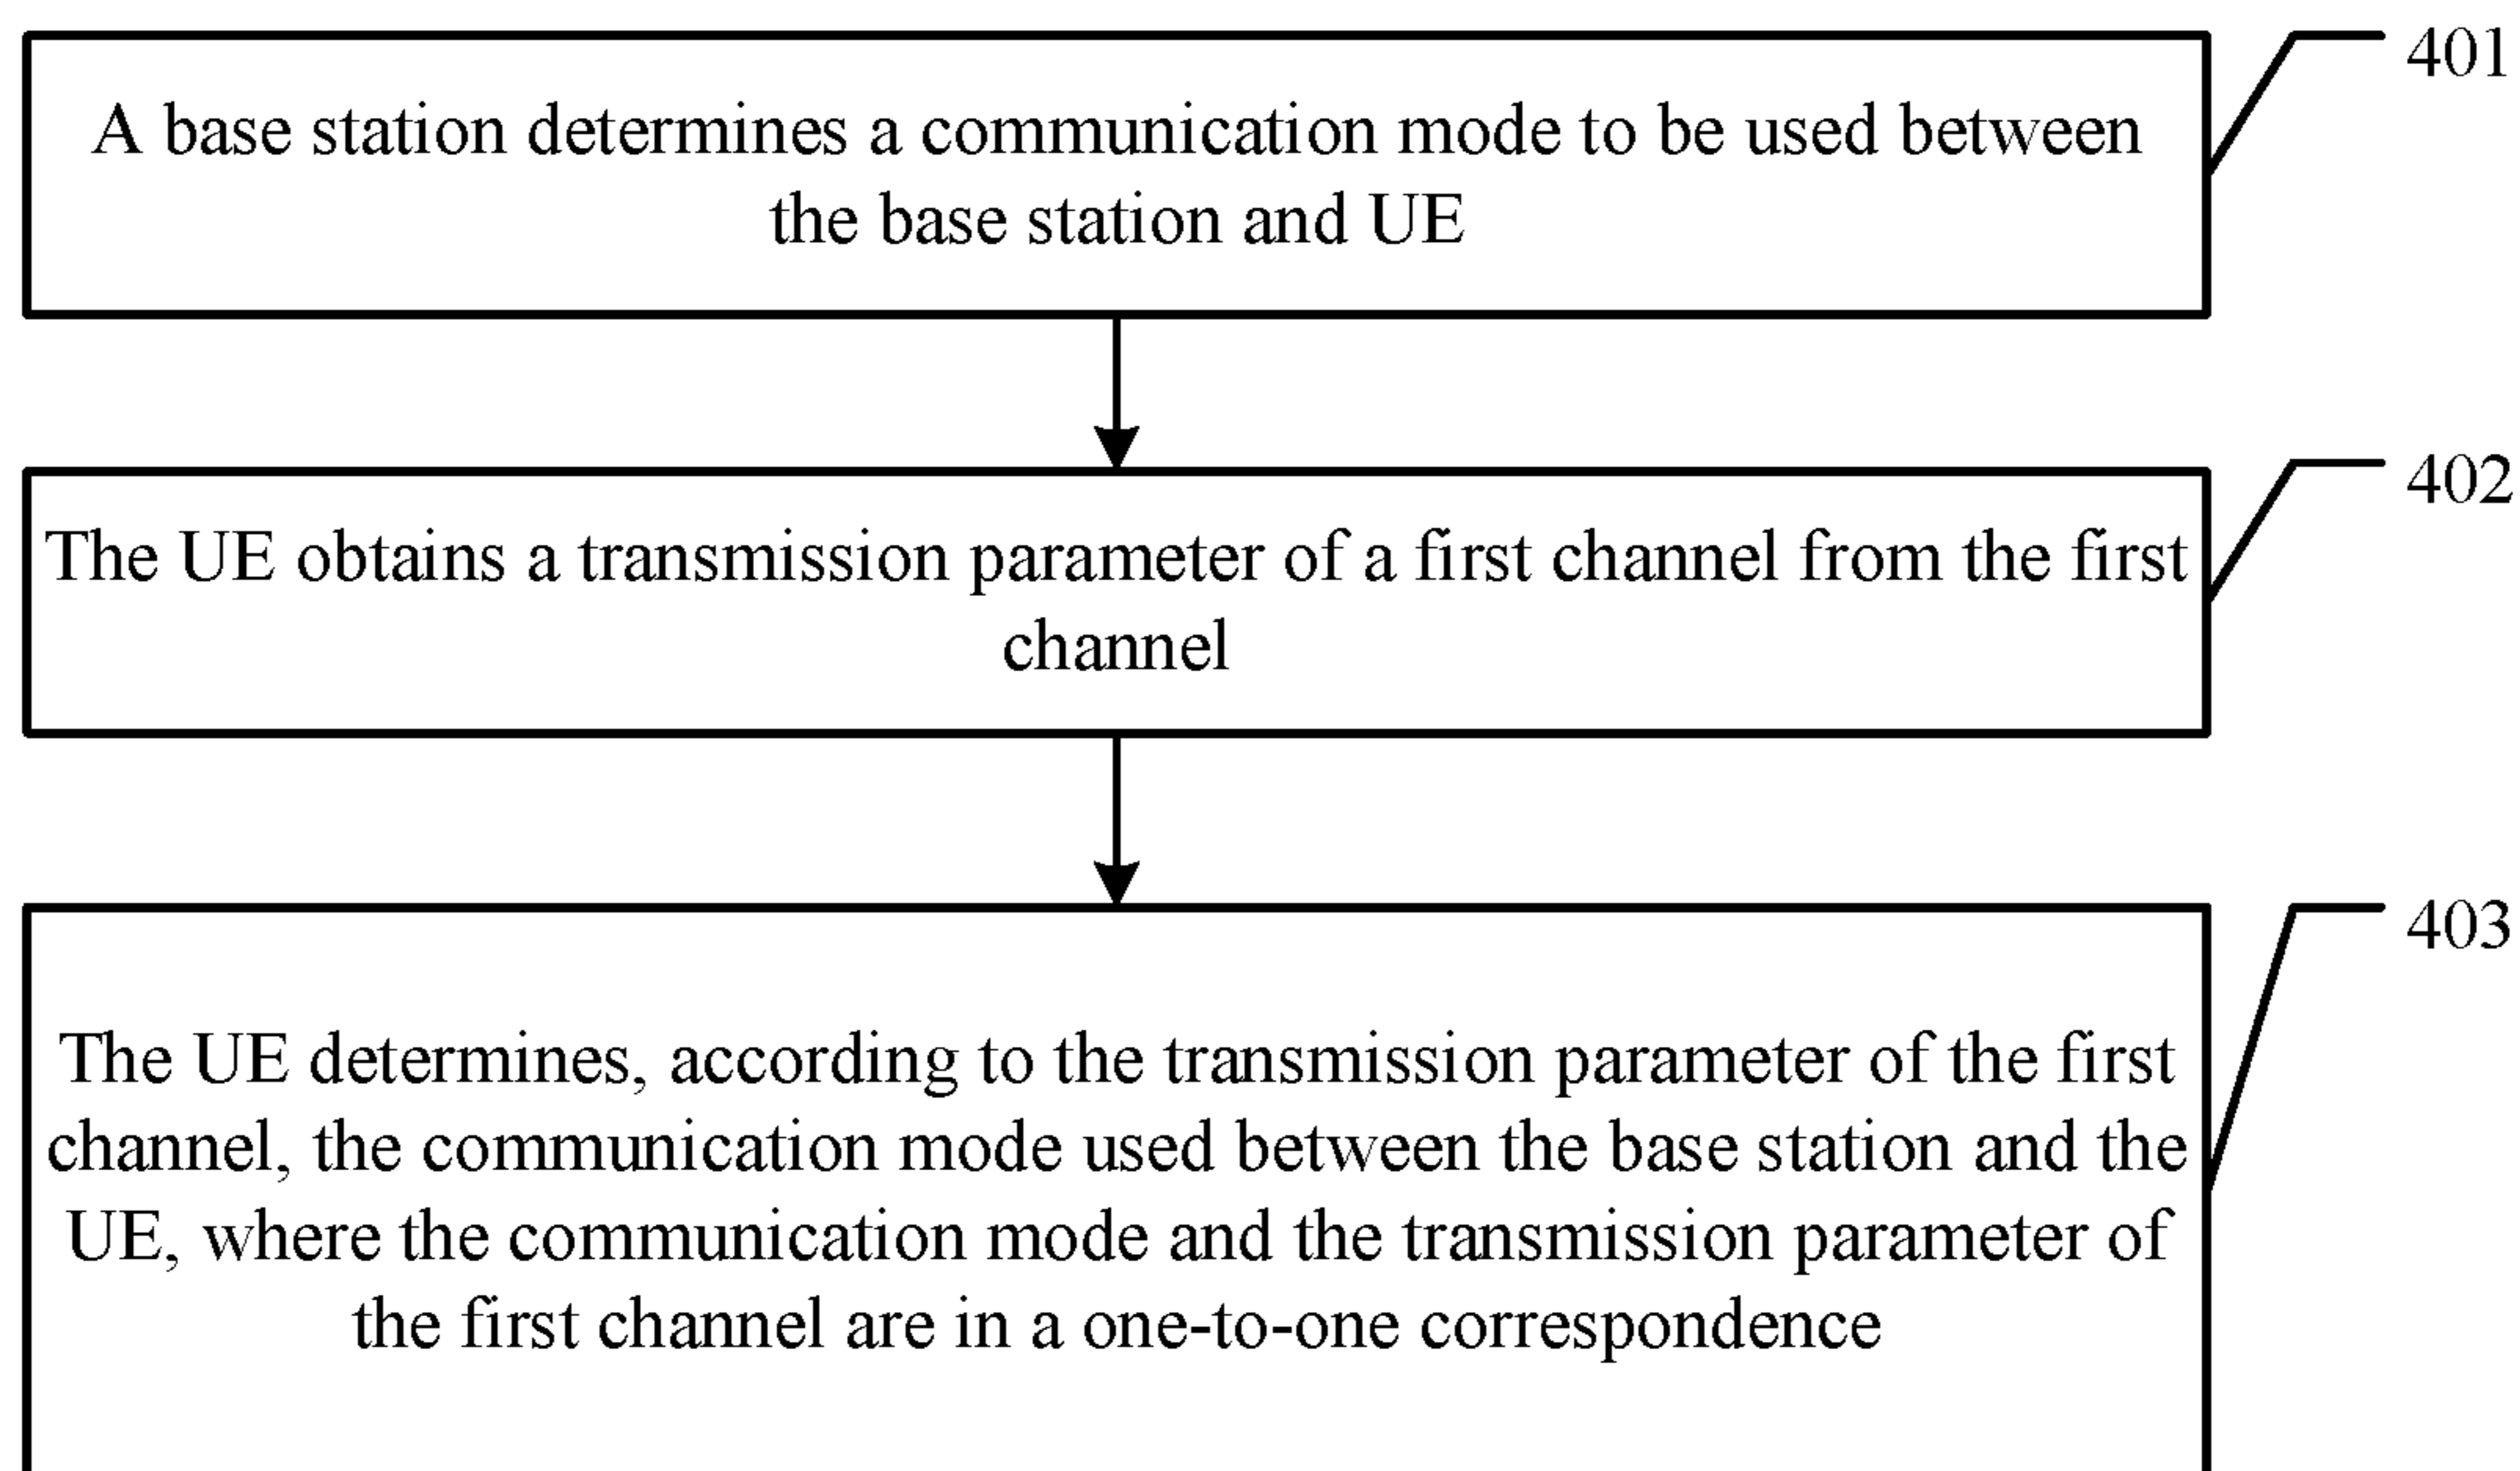 401
A base station determines a communication mode to be used between
the base station and UE
402
The UE obtains a transmission parameter of a first channel from the first
channel
403
The UE determines, according to the transmission parameter of the first
channel, the communication mode used between the base station and the
UE, where the communication mode and the transmission parameter of
the first channel are in a one-to-one correspondence